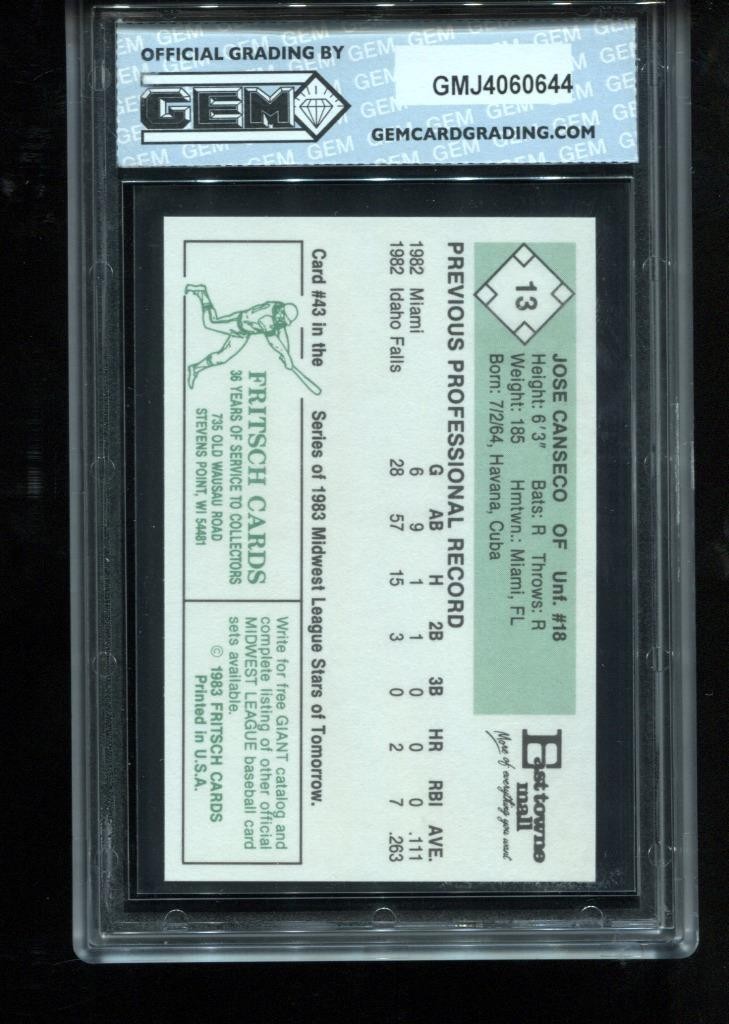 OFFICIAL GRADING BY
GEM
GMJ4060644
GEMCARDGRADING.COM
13
JOSE CANSECO OF Unf. #18
Height: 6'3" Bats: R Throws: R
Weight: 185 Hmtwn.: Miami, FL
Born: 7/2/64, Havana, Cuba
East towne
mall
More of everything you want
PREVIOUS PROFESSIONAL RECORD
G AB H 2B 3B HR RBI AVE.
1982 Miami 6 9 1 1 0 0 0 .111
1982 Idaho Falls 28 57 15 3 0 2 7 .263
Card #43 in the Series of 1983 Midwest League Stars of Tomorrow.
FRITSCH CARDS
36 YEARS OF SERVICE TO COLLECTORS
735 OLD WAUSAU ROAD
STEVENS POINT, WI 54481
Write for free GIANT catalog and
complete listing of other official
MIDWEST LEAGUE baseball card
sets available.
© 1983 FRITSCH CARDS
Printed in U.S.A.